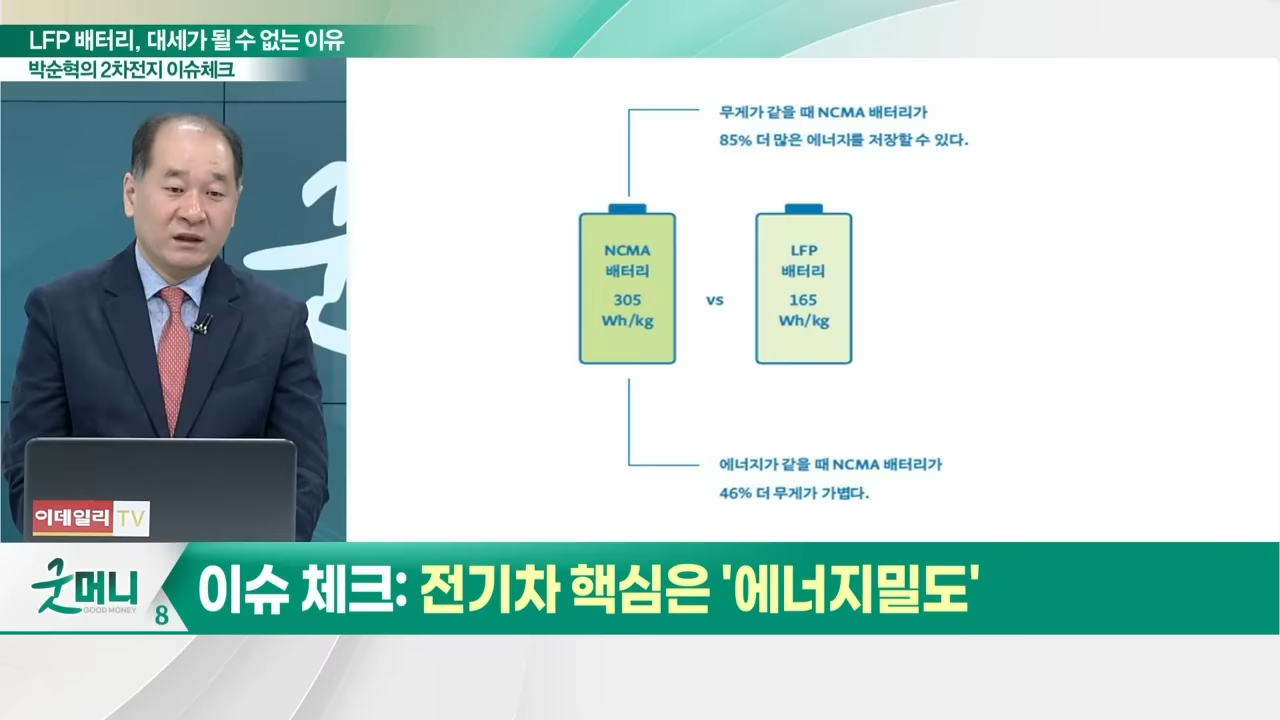 LFP 배터리, 대세가 될 수 없는 이유
박순혁의 2차전지 이슈체크
무게가 같을 때 NCMA 배터리가
85% 더 많은 에너자를 저장할 수 있다.
NCMA
배터리
305
Wh/kg
vs
LFP
배터리
165
Wh/kg
에너지가 같을 때 NCMA 배터리가
46% 더 무게가 가볍다.
이데일리 TV
굿머니
GOOD MONEY
8
이슈 체크: 전기차 핵심은 '에너지밀도'